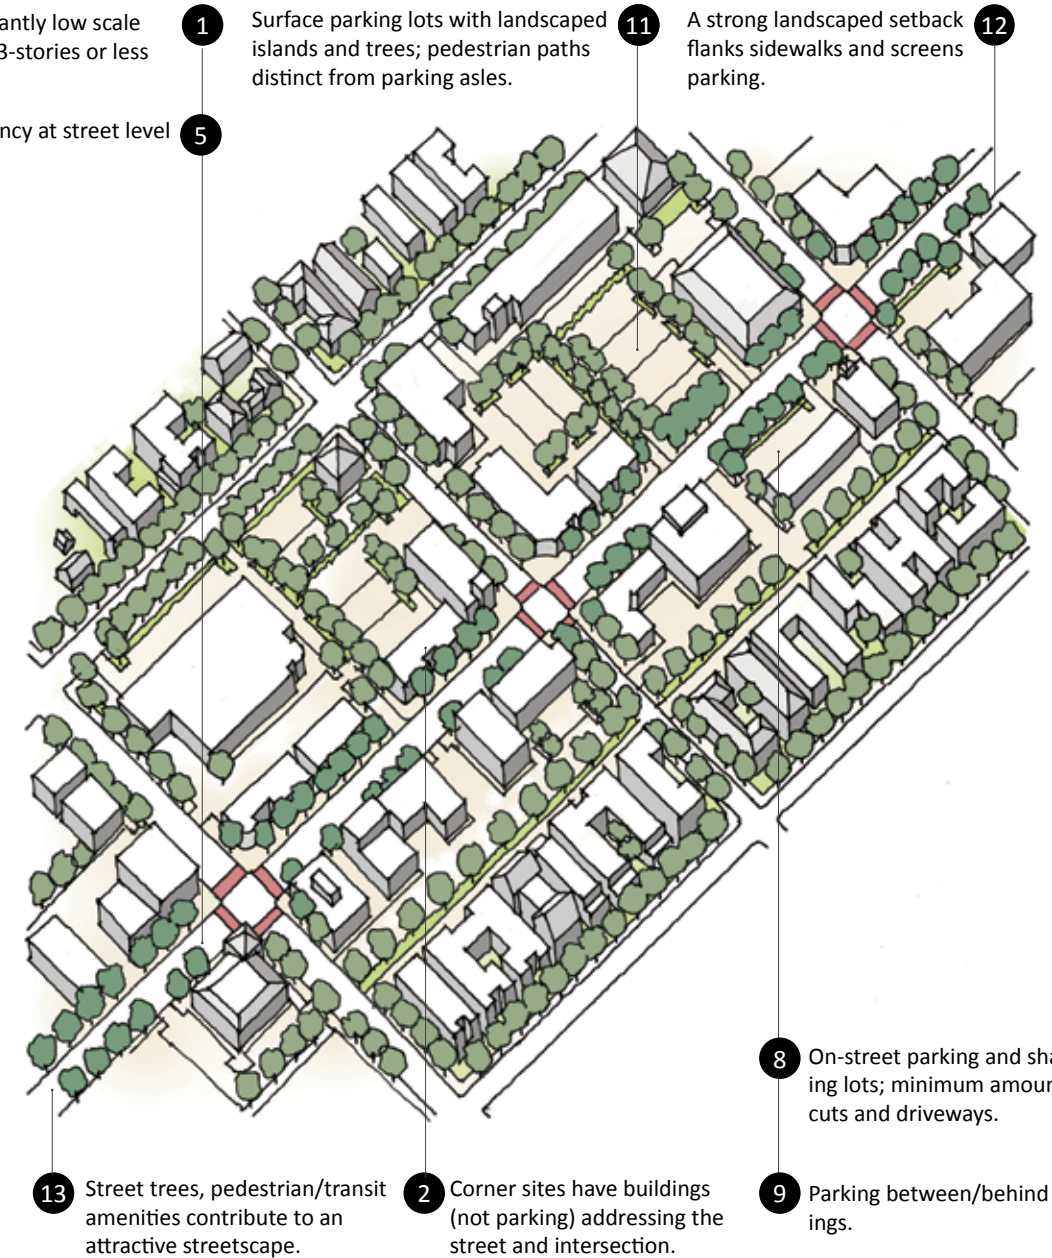 antly low scale
3-stories or less
1
Surface parking lots with landscaped
islands and trees; pedestrian paths
distinct from parking asles.
11
A strong landscaped setback
flanks sidewalks and screens
parking.
12
ncy at street level
5
8
On-street parking and sha
ing lots; minimum amoun
cuts and driveways.
13
Street trees, pedestrian/transit
amenities contribute to an
attractive streetscape.
2
Corner sites have buildings
(not parking) addressing the
street and intersection.
9
Parking between/behind
ings.